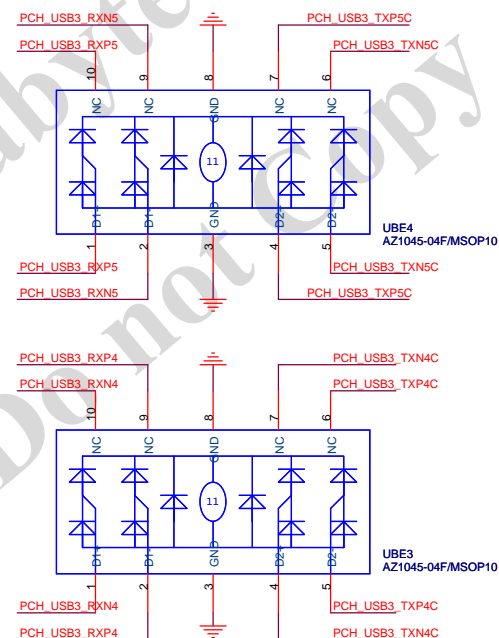 PCH_USB3_RXN5 PCH_USB3_TXP5C
PCH_USB3_RXP5 PCH_USB3_TXN5C
10 9 8 7 6
NC NC GND NC NC
11
D1+ D1- GND D2+ D2-
UBE4
AZ1045-04F/MSOP10
1 2 3 4 5
PCH_USB3_RXP5 PCH_USB3_TXN5C
PCH_USB3_RXN5 PCH_USB3_TXP5C
PCH_USB3_RXP4 PCH_USB3_TXN4C
PCH_USB3_RXN4 PCH_USB3_TXP4C
10 9 8 7 6
NC NC GND NC NC
11
D1+ D1- GND D2+ D2-
UBE3
AZ1045-04F/MSOP10
1 2 3 4 5
PCH_USB3_RXN4 PCH_USB3_TXP4C
PCH_USB3_RXP4 PCH_USB3_TXN4C
Do not Copy